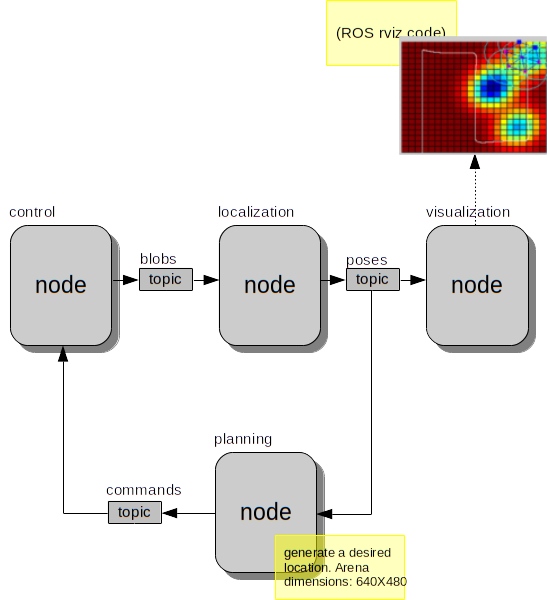 (ROS rviz code)
control
localization
visualization
blobs
poses
node
topic
node
topic
node
planning
commands
topic
node
generate a desired
location. Arena
dimensions: 640X480